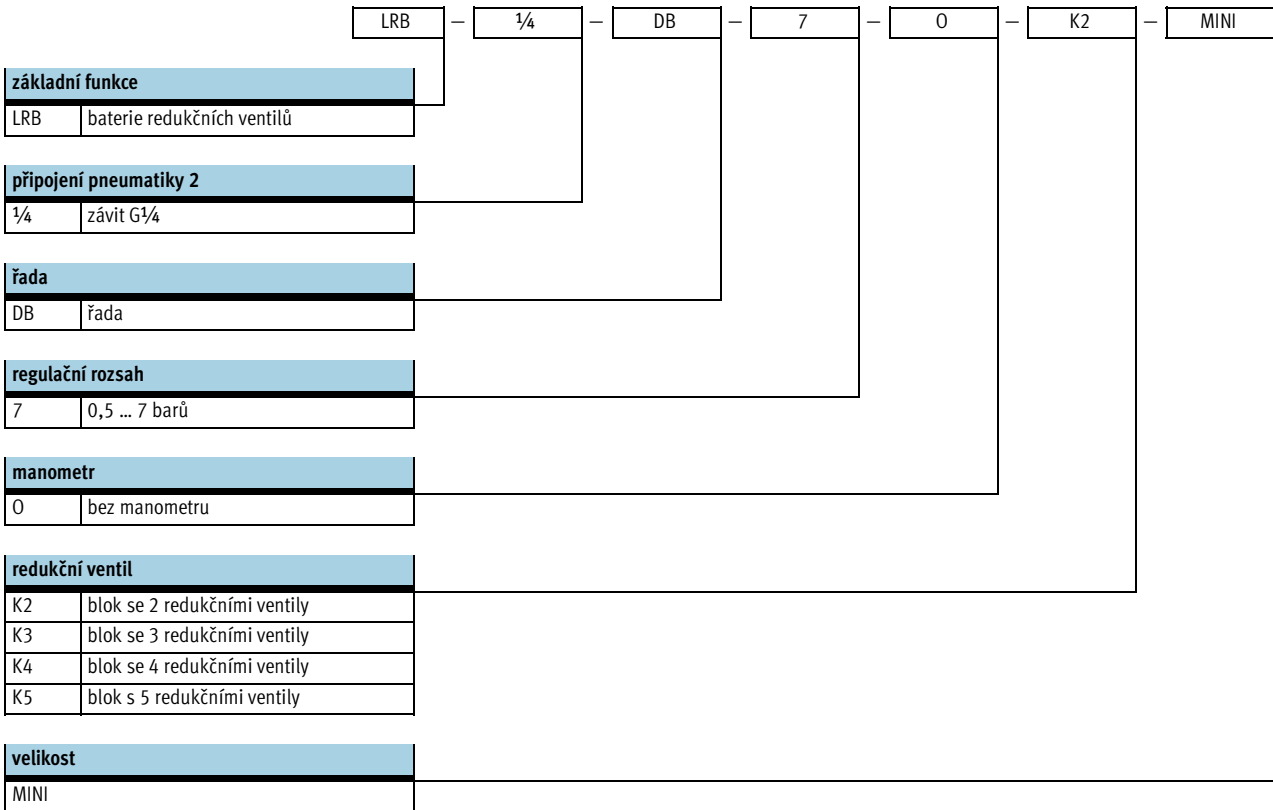 LRB – ¼ – DB – 7 – O – K2 – MINI
základní funkce
LRB baterie redukčních ventilů
připojení pneumatiky 2
¼ závit G¼
řada
DB řada
regulační rozsah
7 0,5 ... 7 barů
manometr
O bez manometru
redukční ventil
K2 blok se 2 redukčními ventily
K3 blok se 3 redukčními ventily
K4 blok se 4 redukčními ventily
K5 blok s 5 redukčními ventily
velikost
MINI